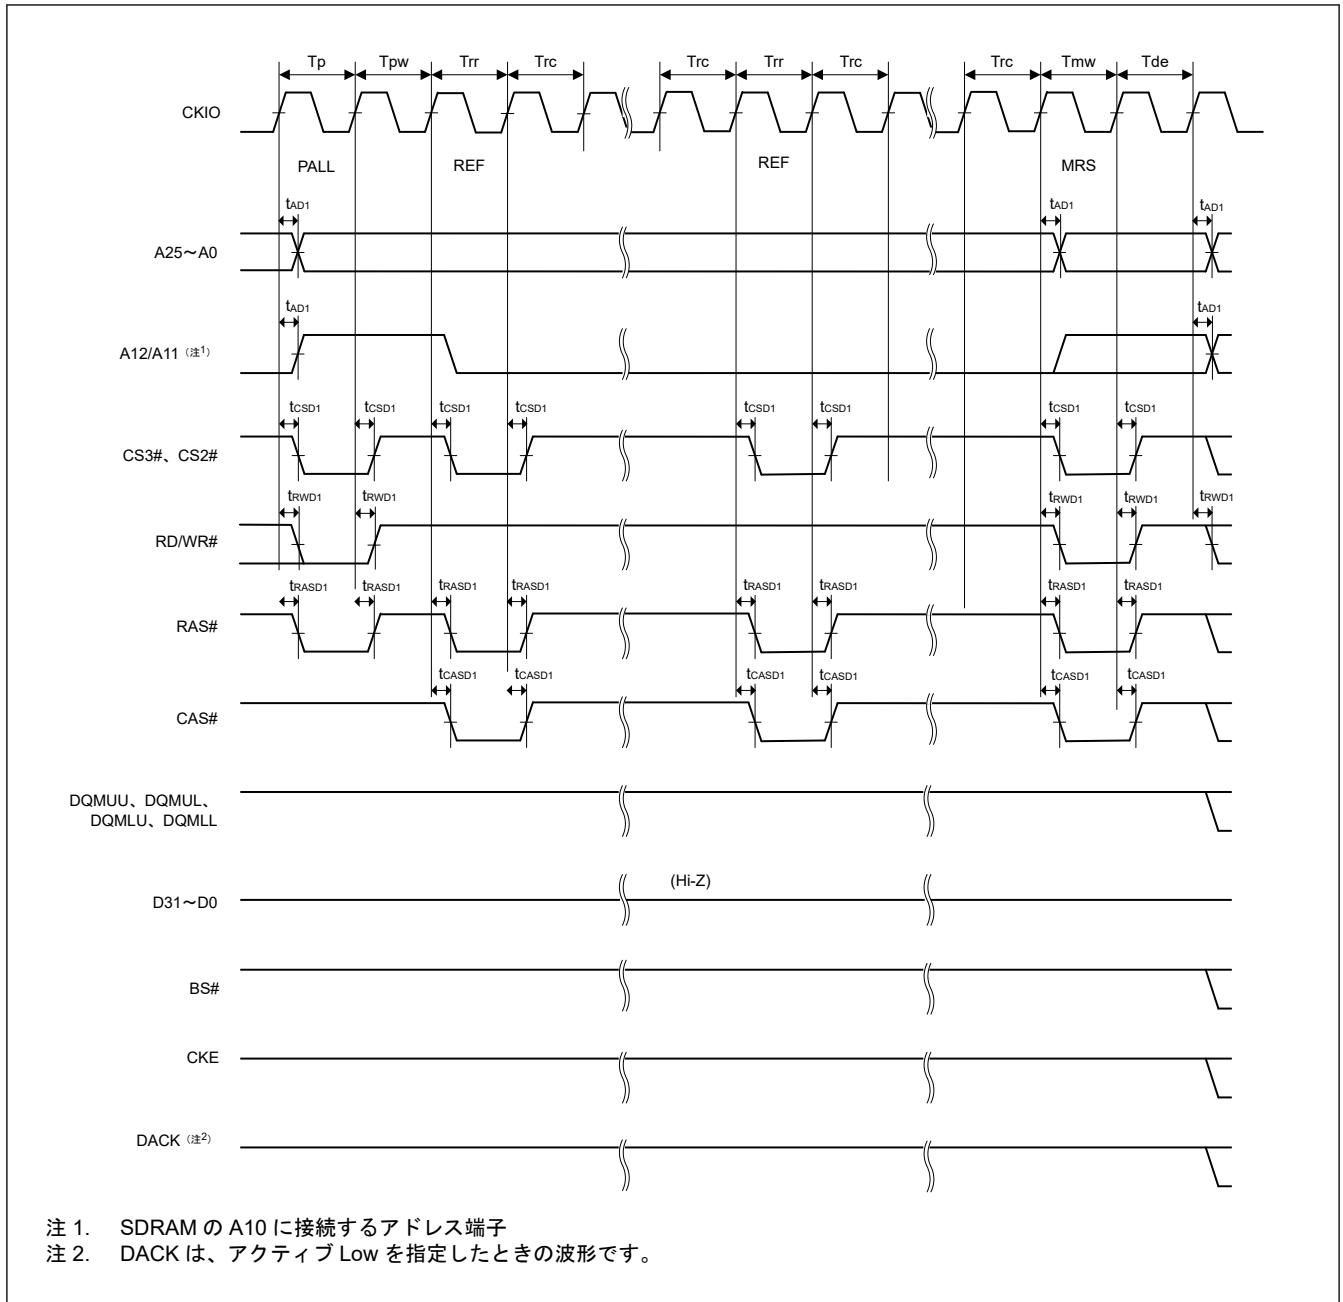 Tp Tpw Trr Trc Trc Trr Trc Trc Tmw Tde
CKIO
PALL REF REF MRS
tAD1 tAD1 tAD1
A25～A0
tAD1 tAD1
A12/A11（注1）
tCSD1 tCSD1 tCSD1 tCSD1 tCSD1 tCSD1 tCSD1 tCSD1
CS3#、CS2#
tRWD1 tRWD1 tRWD1 tRWD1 tRWD1
RD/WR#
tRASD1 tRASD1 tRASD1 tRASD1 tRASD1 tRASD1 tRASD1 tRASD1
RAS#
tCASD1 tCASD1 tCASD1 tCASD1 tCASD1 tCASD1
CAS#
DQMUU、DQMUL、
DQMLU、DQMLL
(Hi-Z)
D31～D0
BS#
CKE
DACK（注2）
注 1. SDRAM の A10 に接続するアドレス端子
注 2. DACK は、アクティブ Low を指定したときの波形です。